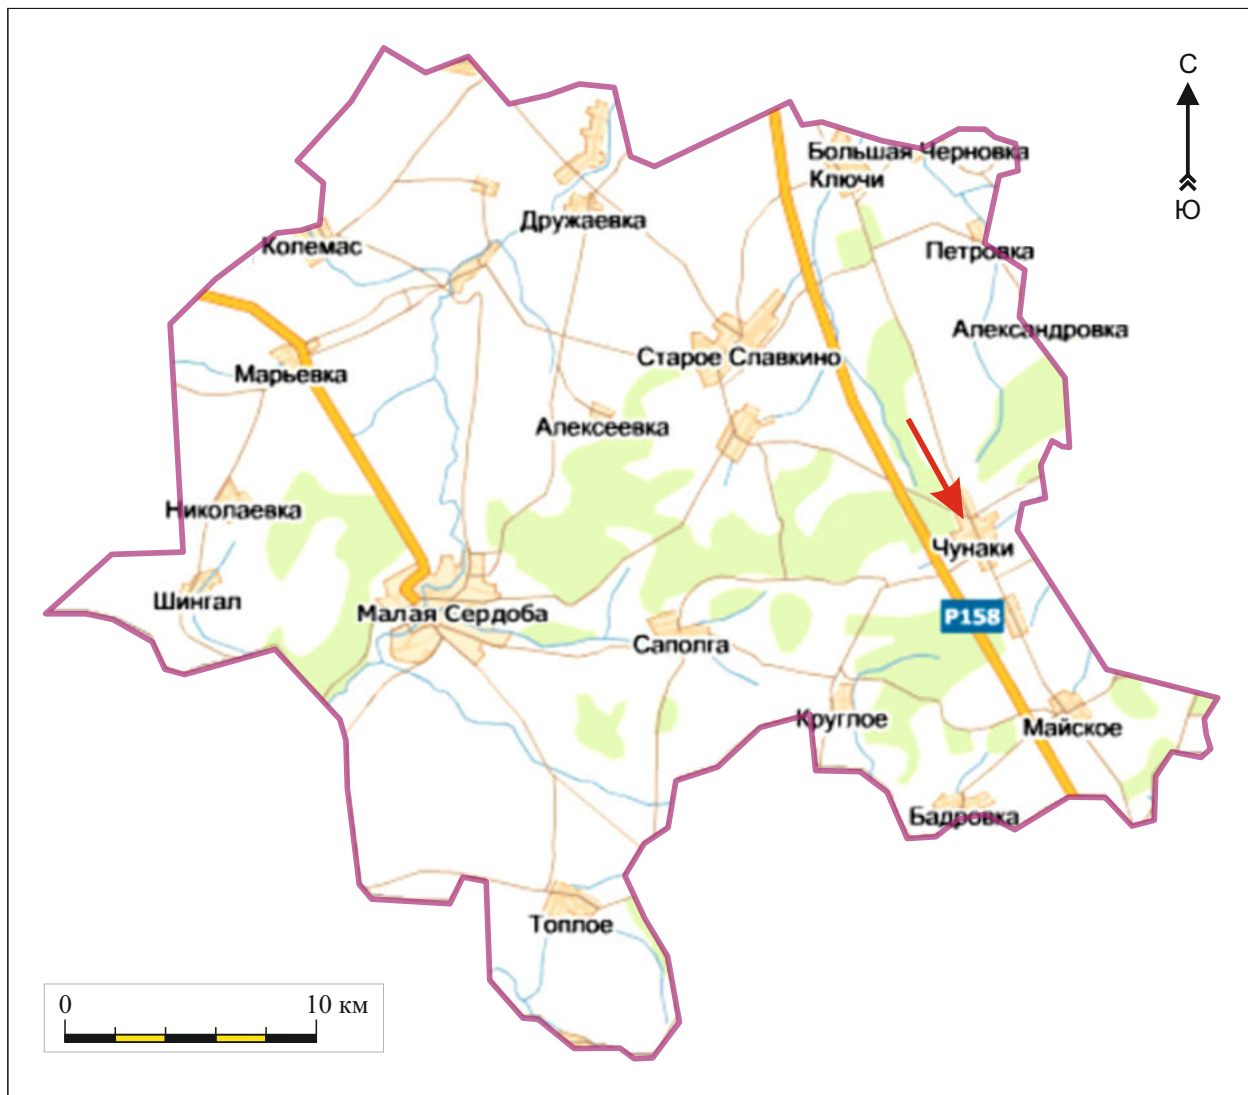 С
Ю
Большая Черновка
Ключи
Дружаевка
Колемас
Петровка
Александровка
Старое Славкино
Марьевка
Алексеевка
Николаевка
Чунаки
Шингал
Малая Сердоба
Р158
Саполга
Круглое
Майское
Бадровка
Топлое
0 10 км